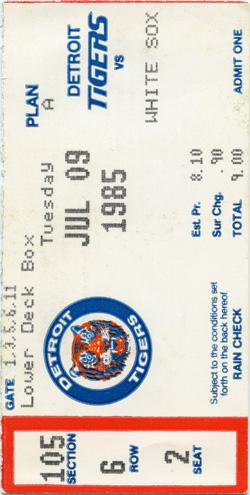 PLAN
A
DETROIT
TIGERS
VS
WHITE SOX
Tuesday
JUL 09
1985
Est. Pr. 8.10
Sur Chg. .90
TOTAL 9.00
ADMIT ONE
GATE 1,3,5,6,11
Lower Deck Box
DETROIT
TIGERS
Subject to the conditions set
forth on the back hereof.
RAIN CHECK
105
SECTION
6
ROW
2
SEAT